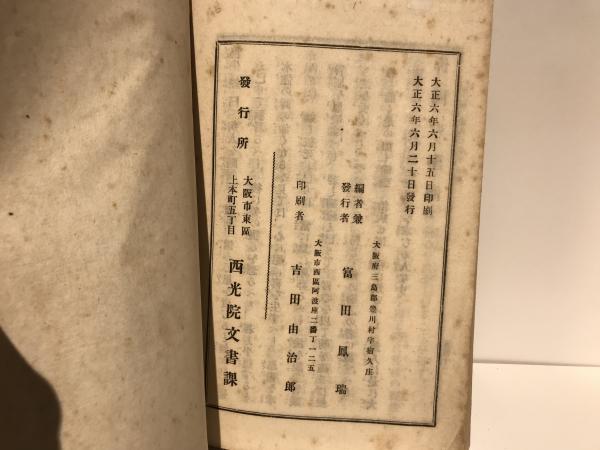 大正六年六月十五日印刷
大正六年六月二十日發行
大阪府三島郡豊川村字宿久庄
編者兼
發行者
富田鳳瑞
大阪市西區阿波座二番丁一二五
印刷者
吉田由治郎
大阪市東區
上本町五丁目
發行所
西光院文書課